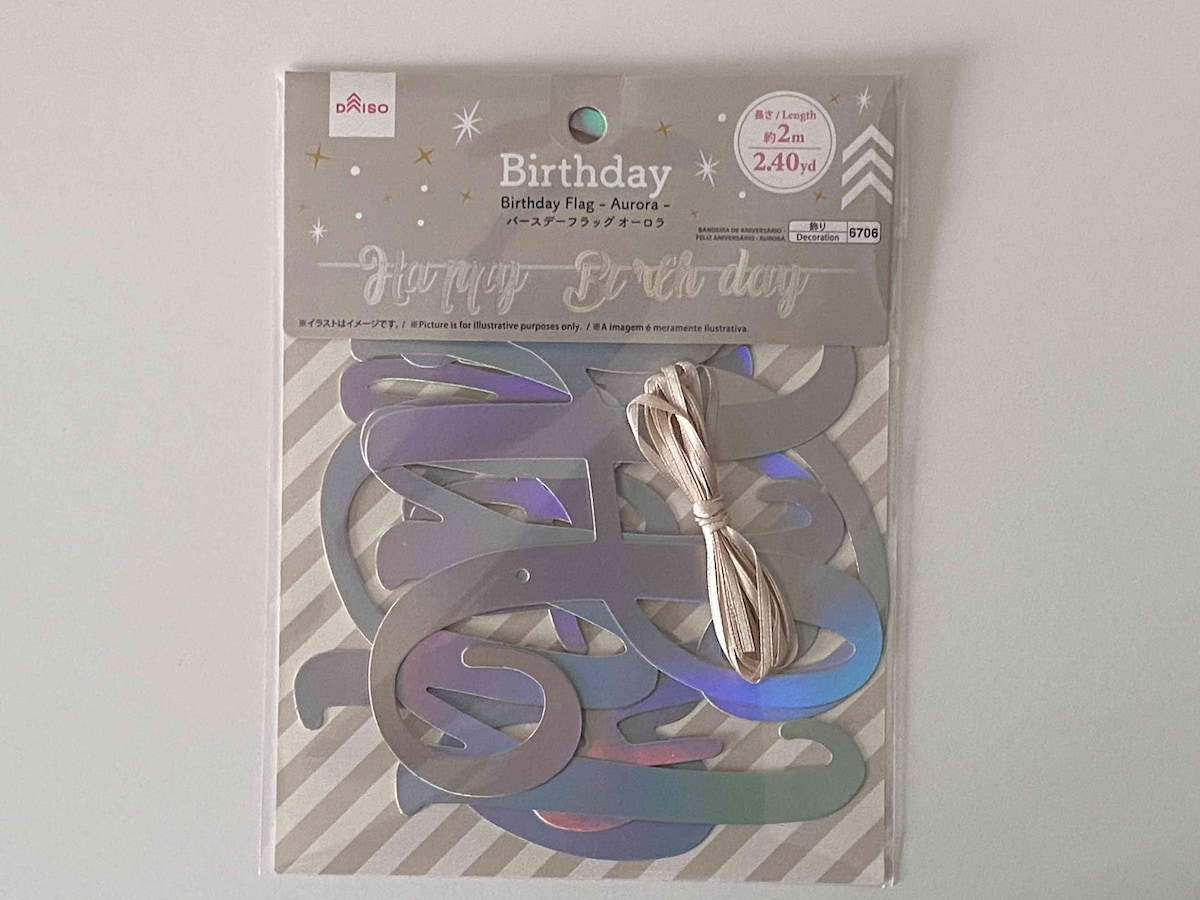 DAISO
長さ / Length
約2m
2.40yd
Birthday
Birthday Flag - Aurora -
バースデーフラッグ オーロラ
BANDEIRA DE ANIVERSÁRIO -
FELIZ ANIVERSÁRIO - AURORA
飾り
Decoration
6706
Happy Birthday
※イラストはイメージです。/ ※Picture is for illustrative purposes only. / ※A imagem é meramente ilustrativa.